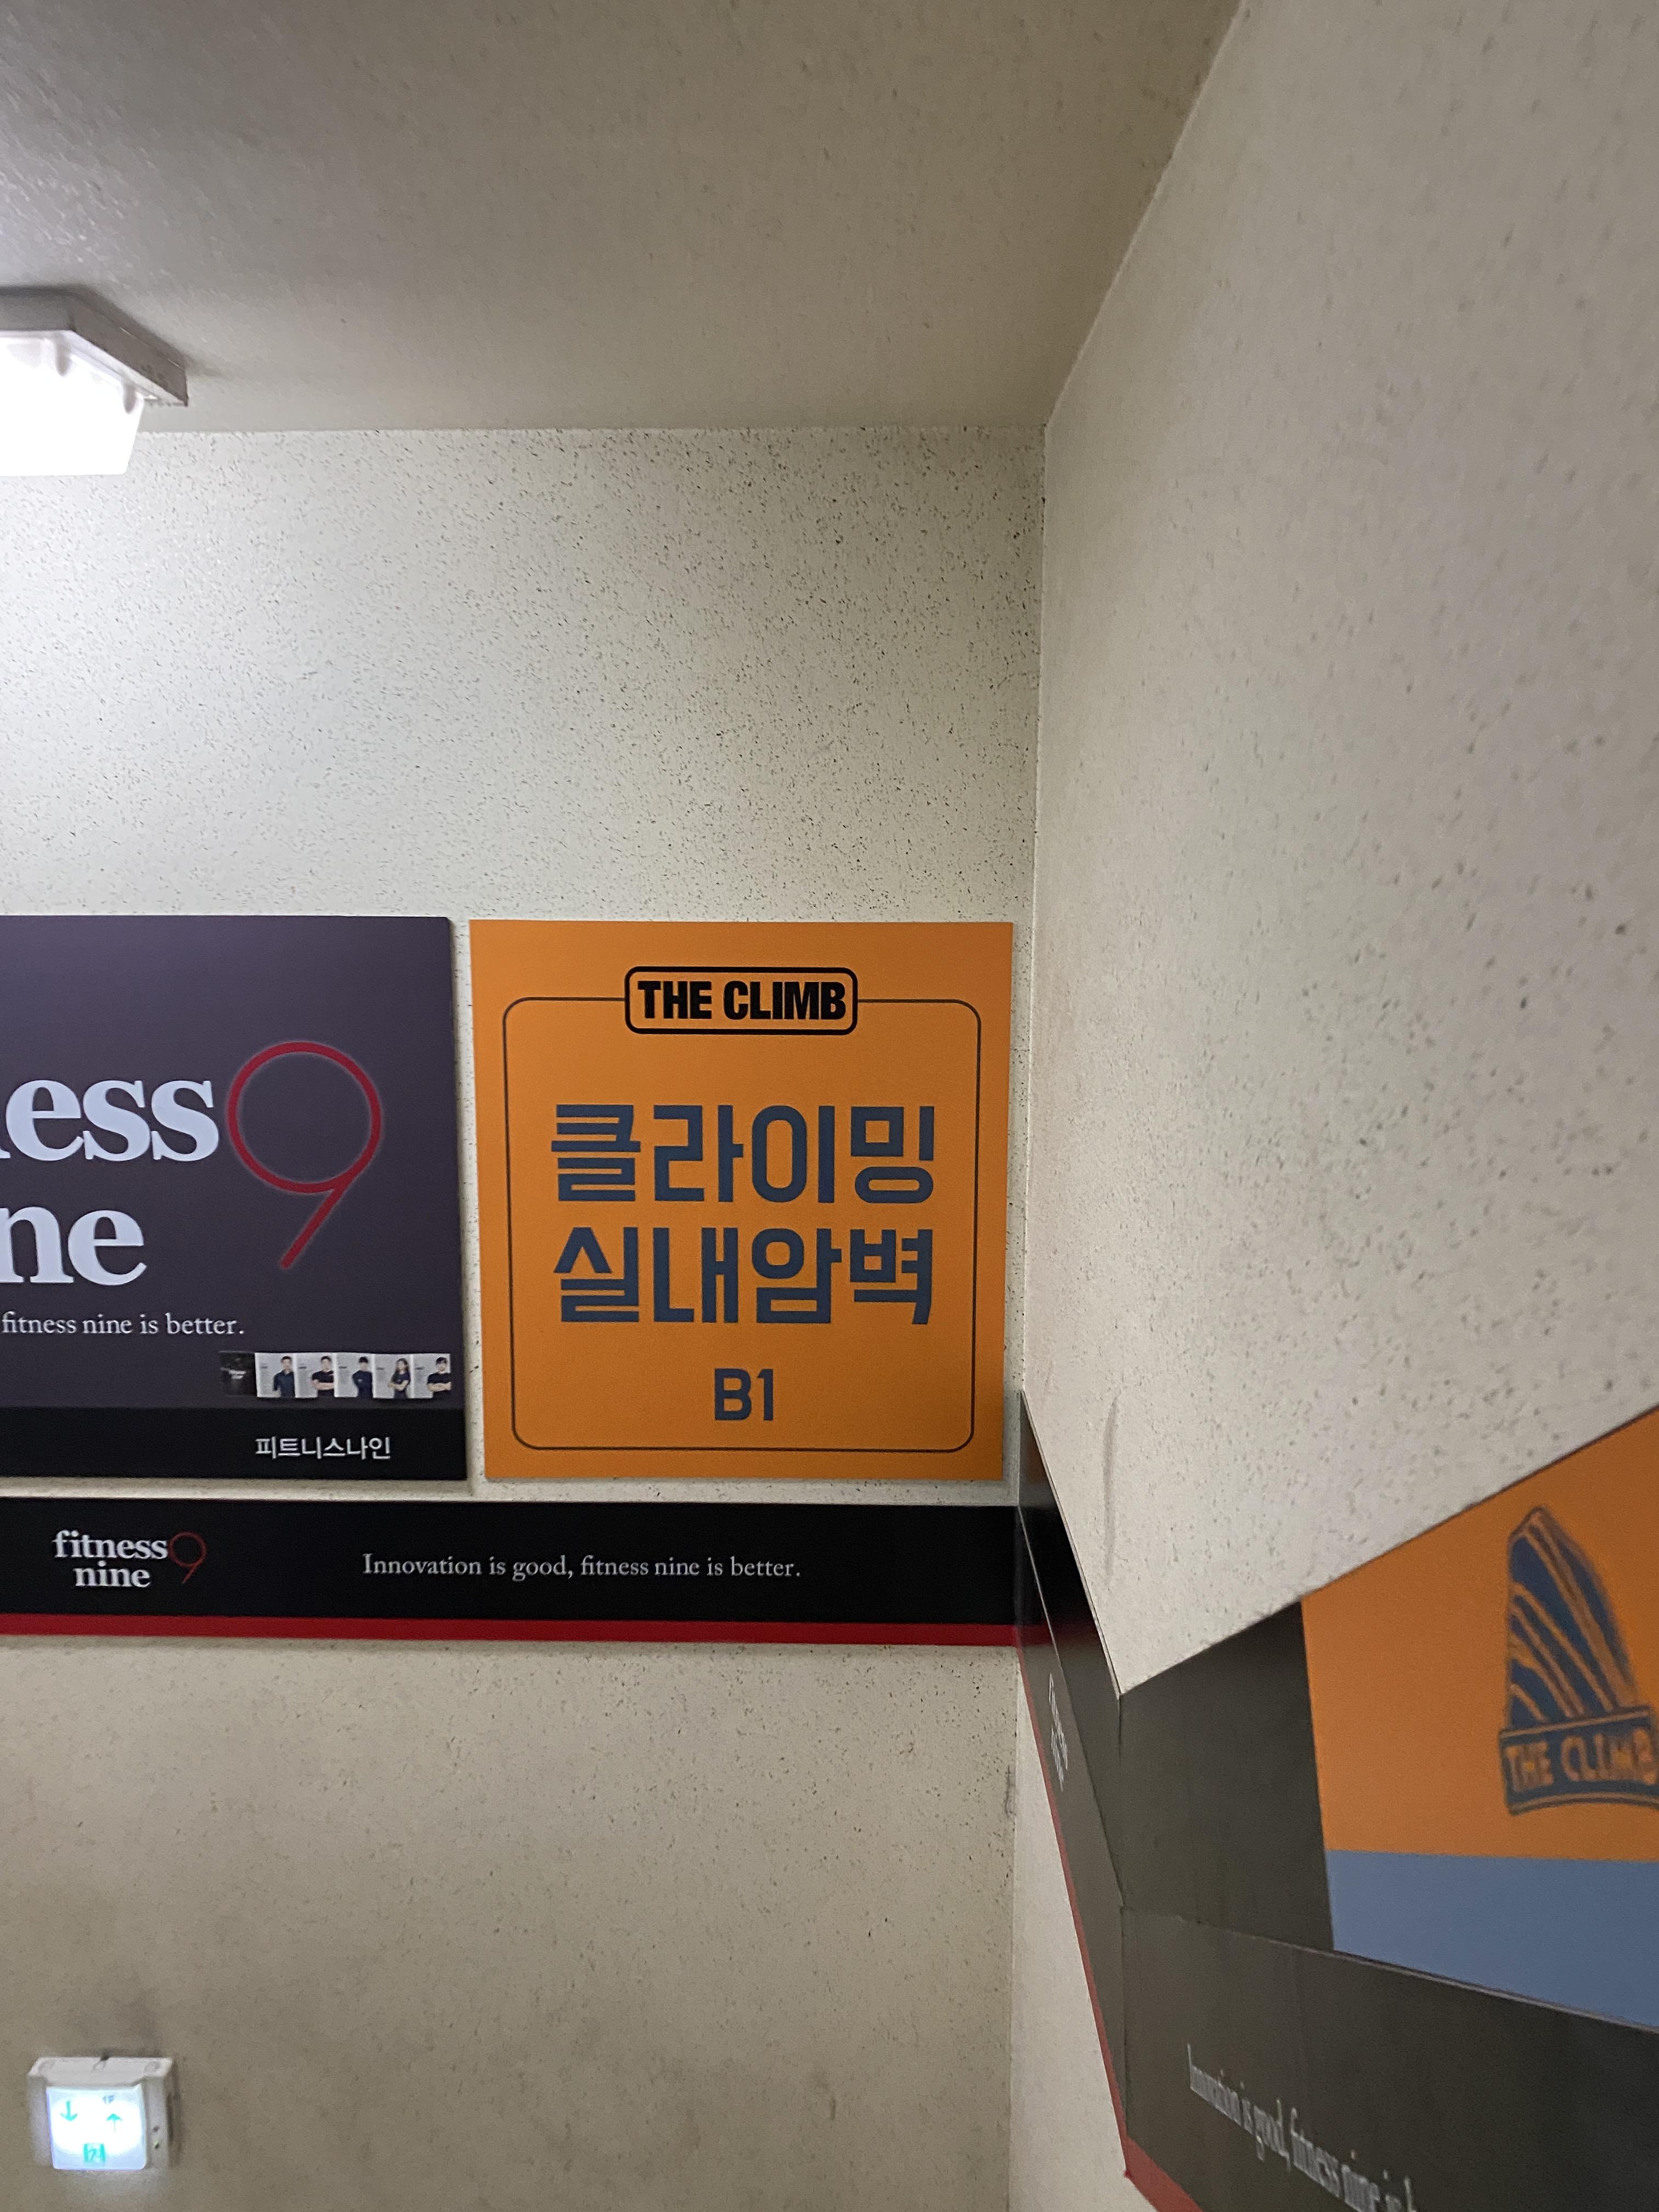 ess9
ne
fitness nine is better.
피트니스나인
THE CLIMB
클라이밍
실내암벽
B1
fitness9
nine
Innovation is good, fitness nine is better.
THE CLIMB
Innovation is good, fitness nine is